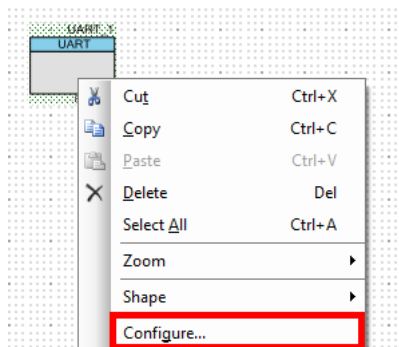 UART_1
UART
Cut Ctrl+X
Copy Ctrl+C
Paste Ctrl+V
Delete Del
Select All Ctrl+A
Zoom
Shape
Configure...